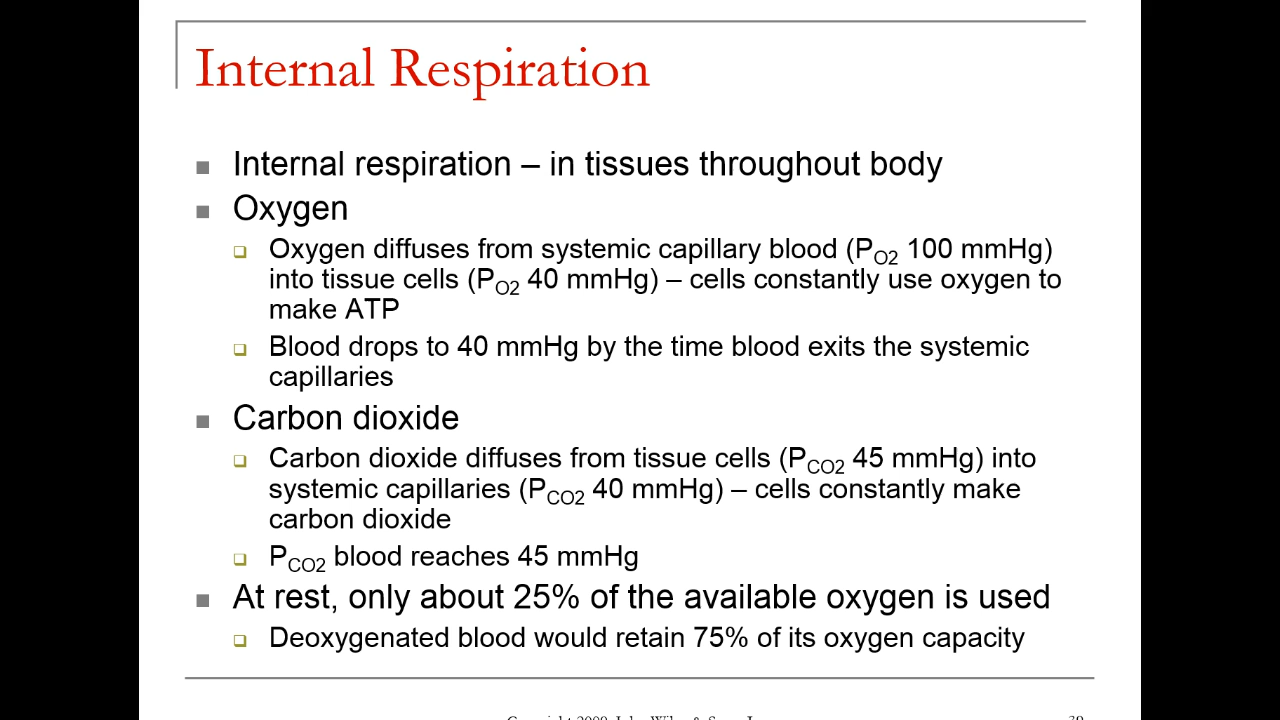 Internal Respiration
Internal respiration – in tissues throughout body
Oxygen
Oxygen diffuses from systemic capillary blood (PO2 100 mmHg)
into tissue cells (PO2 40 mmHg) – cells constantly use oxygen to
make ATP
Blood drops to 40 mmHg by the time blood exits the systemic
capillaries
Carbon dioxide
Carbon dioxide diffuses from tissue cells (PCO2 45 mmHg) into
systemic capillaries (PCO2 40 mmHg) – cells constantly make
carbon dioxide
PCO2 blood reaches 45 mmHg
At rest, only about 25% of the available oxygen is used
Deoxygenated blood would retain 75% of its oxygen capacity